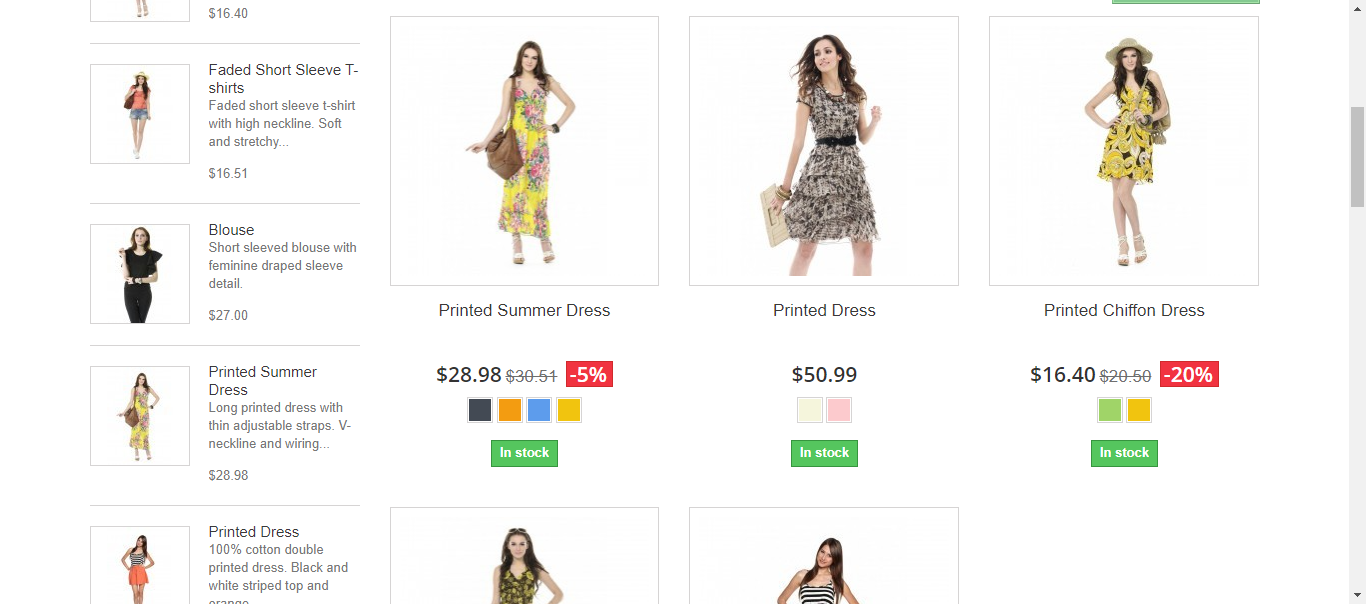 $16.40
Faded Short Sleeve T-
shirts
Faded short sleeve t-shirt
with high neckline. Soft
and stretchy...
$16.51
Blouse
Short sleeved blouse with
feminine draped sleeve
detail.
$27.00
Printed Summer
Dress
Long printed dress with
thin adjustable straps. V-
neckline and wiring...
$28.98
Printed Dress
100% cotton double
printed dress. Black and
white striped top and
orange
Printed Summer Dress
$28.98 $30.51 -5%
In stock
Printed Dress
$50.99
In stock
Printed Chiffon Dress
$16.40 $20.50 -20%
In stock